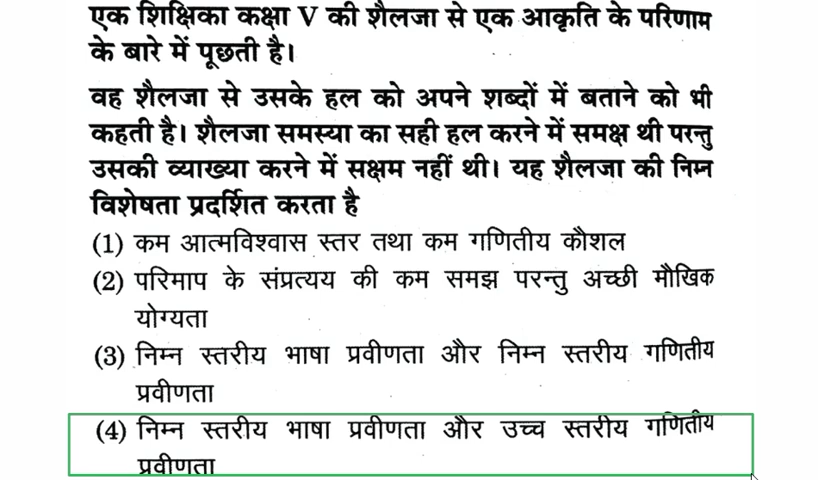 एक शिक्षिका कक्षा V की शैलजा से एक आकृति के परिणाम
के बारे में पूछती है।
वह शैलजा से उसके हल को अपने शब्दों में बताने को भी
कहती है। शैलजा समस्या का सही हल करने में समक्ष थी परन्तु
उसकी व्याख्या करने में सक्षम नहीं थी। यह शैलजा की निम्न
विशेषता प्रदर्शित करता है
(1) कम आत्मविश्वास स्तर तथा कम गणितीय कौशल
(2) परिमाप के संप्रत्यय की कम समझ परन्तु अच्छी मौखिक
योग्यता
(3) निम्न स्तरीय भाषा प्रवीणता और निम्न स्तरीय गणितीय
प्रवीणता
(4) निम्न स्तरीय भाषा प्रवीणता और उच्च स्तरीय गणितीय
प्रवीणता